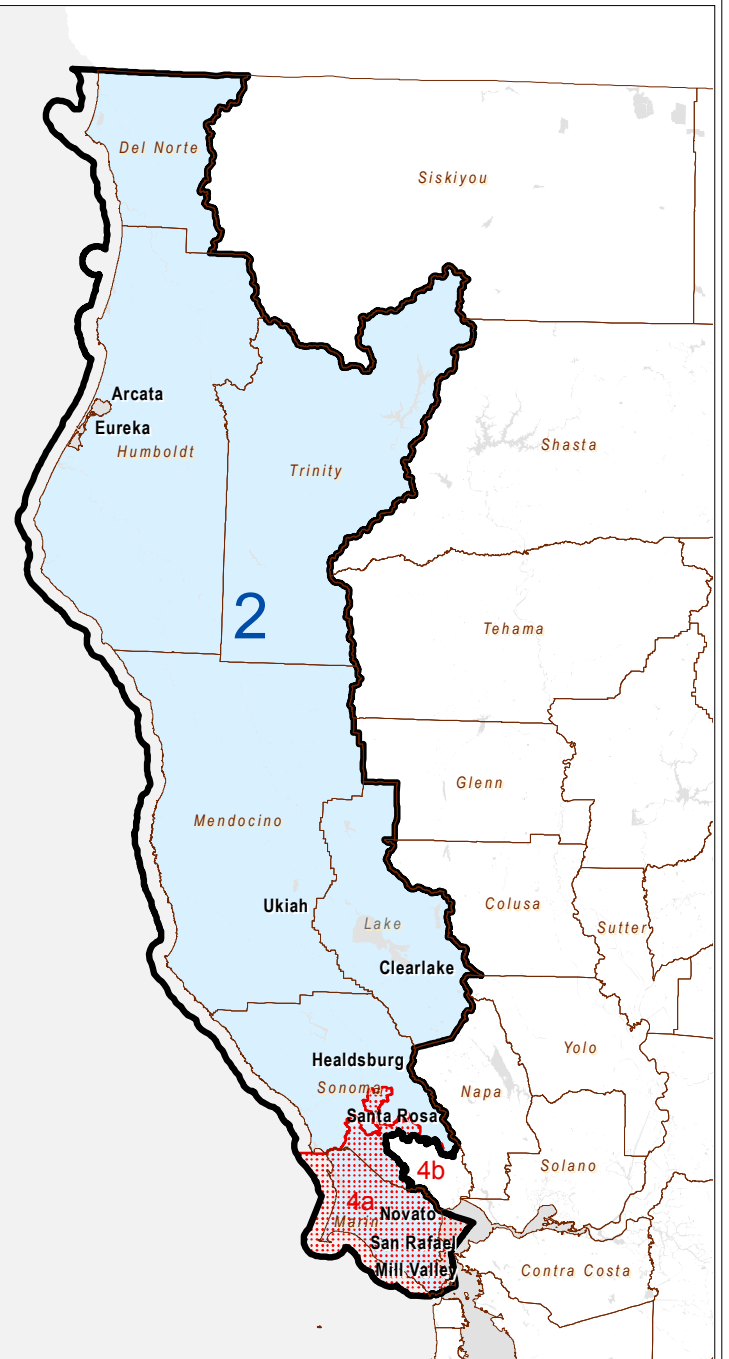 Del Norte
Siskiyou
Arcata
Eureka
Humboldt
Shasta
Trinity
2
Tehama
Glenn
Mendocino
Ukiah
Lake
Colusa
Sutter
Clearlake
Healdsburg
Yolo
Sonoma
Napa
Santa Rosa
4b
Solano
4a
Marin
Novato
San Rafael
Mill Valley
Contra Costa